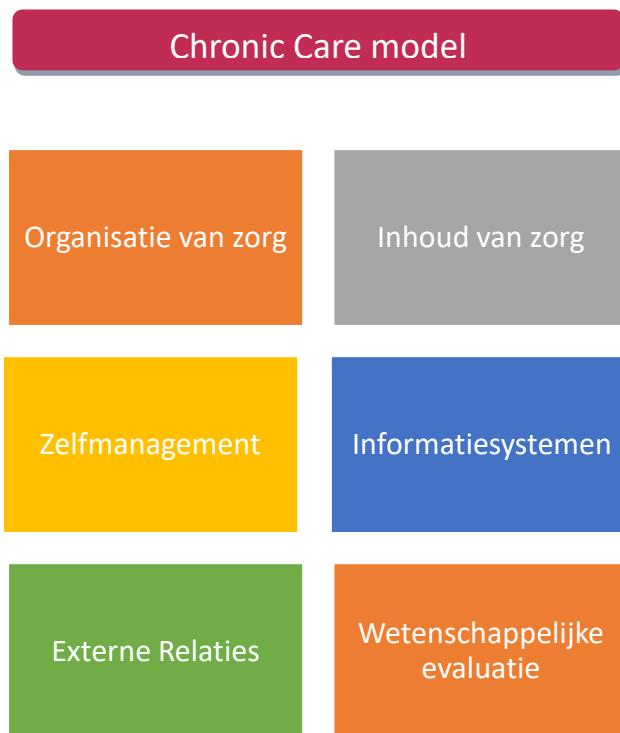 Chronic Care model
Organisatie van zorg
Inhoud van zorg
Zelfmanagement
Informatiesystemen
Externe Relaties
Wetenschappelijke
evaluatie